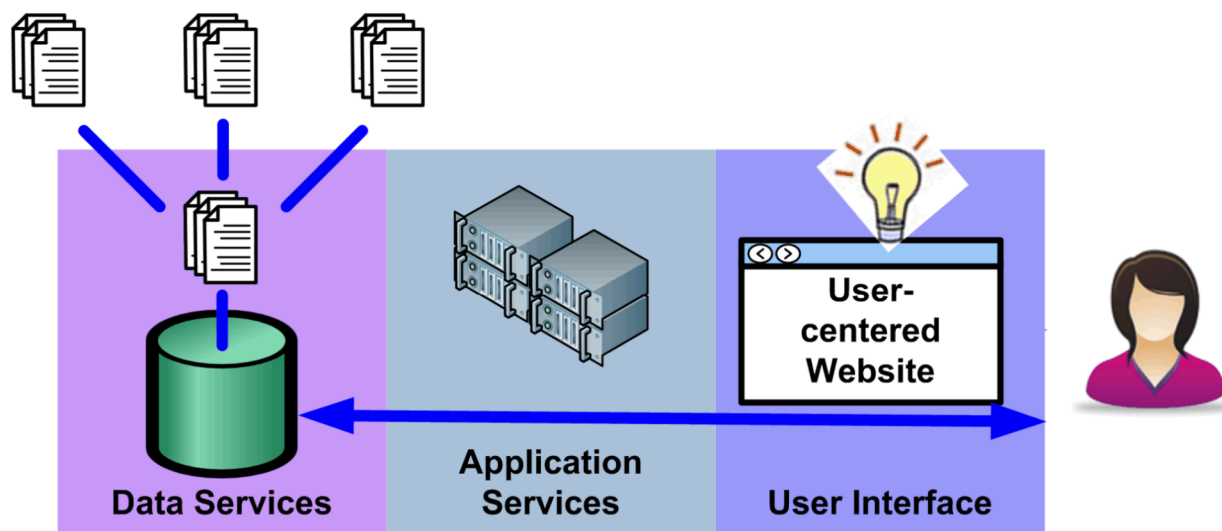 User-
centered
Website
Data Services
Application
Services
User Interface